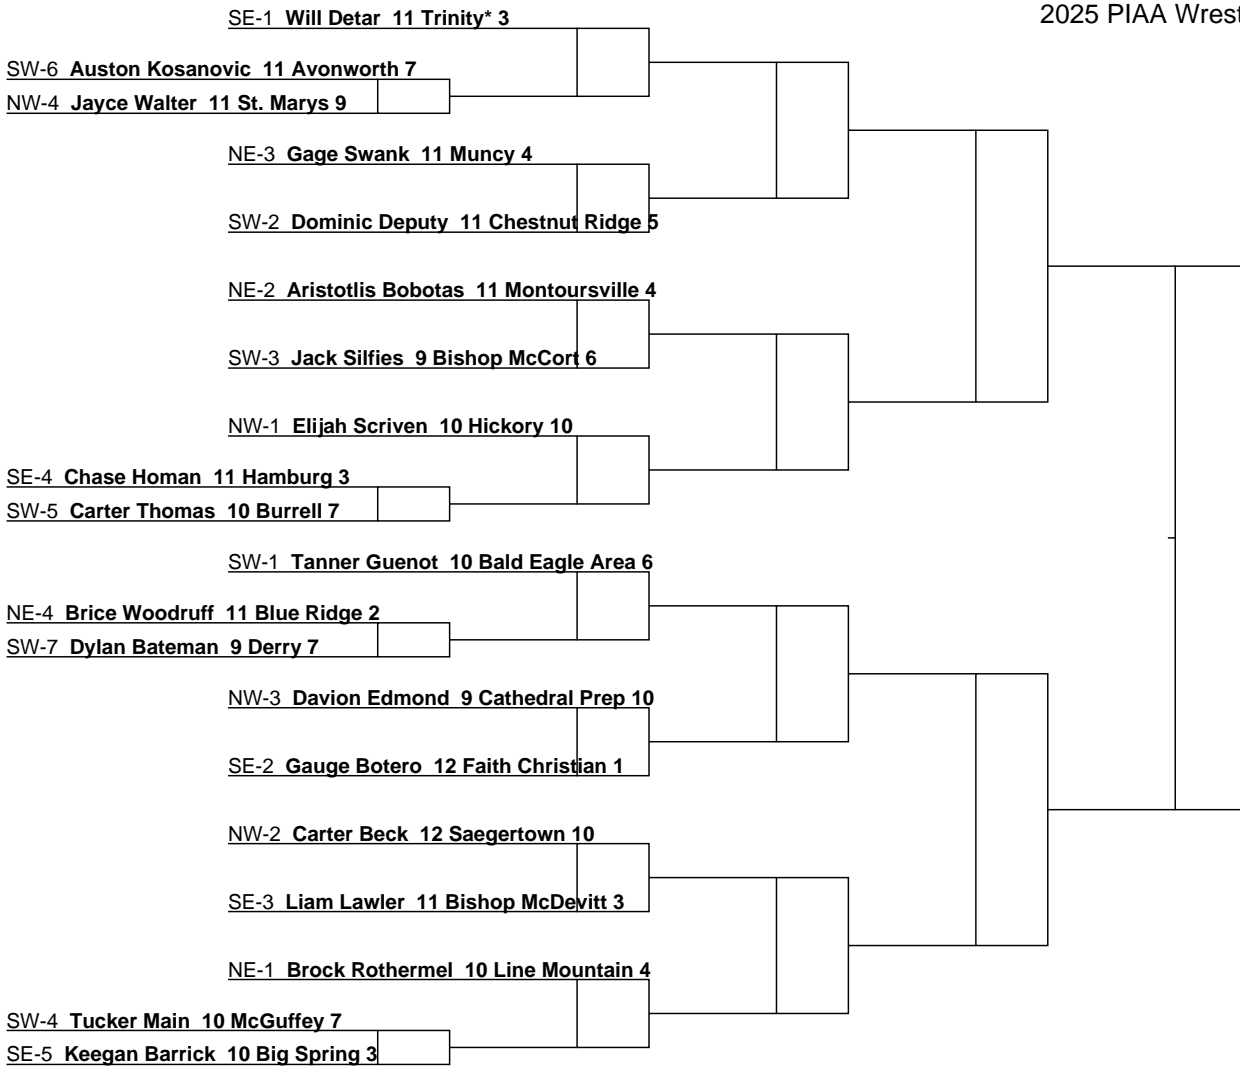 SE-1 Will Detar 11 Trinity* 3
2025 PIAA Wrest
SW-6 Auston Kosanovic 11 Avonworth 7
NW-4 Jayce Walter 11 St. Marys 9
NE-3 Gage Swank 11 Muncy 4
SW-2 Dominic Deputy 11 Chestnut Ridge 5
NE-2 Aristotlis Bobotas 11 Montoursville 4
SW-3 Jack Silfies 9 Bishop McCort 6
NW-1 Elijah Scriven 10 Hickory 10
SE-4 Chase Homan 11 Hamburg 3
SW-5 Carter Thomas 10 Burrell 7
SW-1 Tanner Guenot 10 Bald Eagle Area 6
NE-4 Brice Woodruff 11 Blue Ridge 2
SW-7 Dylan Bateman 9 Derry 7
NW-3 Davion Edmond 9 Cathedral Prep 10
SE-2 Gauge Botero 12 Faith Christian 1
NW-2 Carter Beck 12 Saegertown 10
SE-3 Liam Lawler 11 Bishop McDevitt 3
NE-1 Brock Rothermel 10 Line Mountain 4
SW-4 Tucker Main 10 McGuffey 7
SE-5 Keegan Barrick 10 Big Spring 3